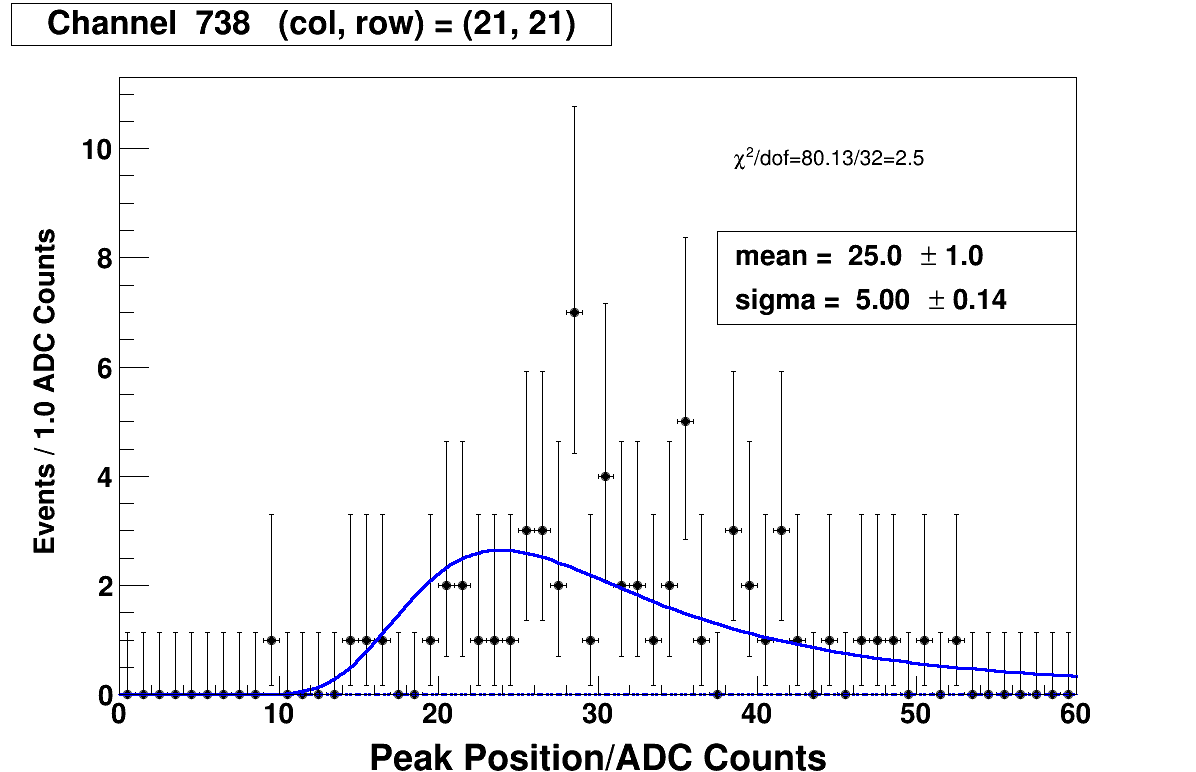 Channel 738 (col, row) = (21, 21)
χ²/dof=80.13/32=2.5
mean = 25.0 ± 1.0
sigma = 5.00 ± 0.14
Events / 1.0 ADC Counts
10
8
6
4
2
0
0 10 20 30 40 50 60
Peak Position/ADC Counts